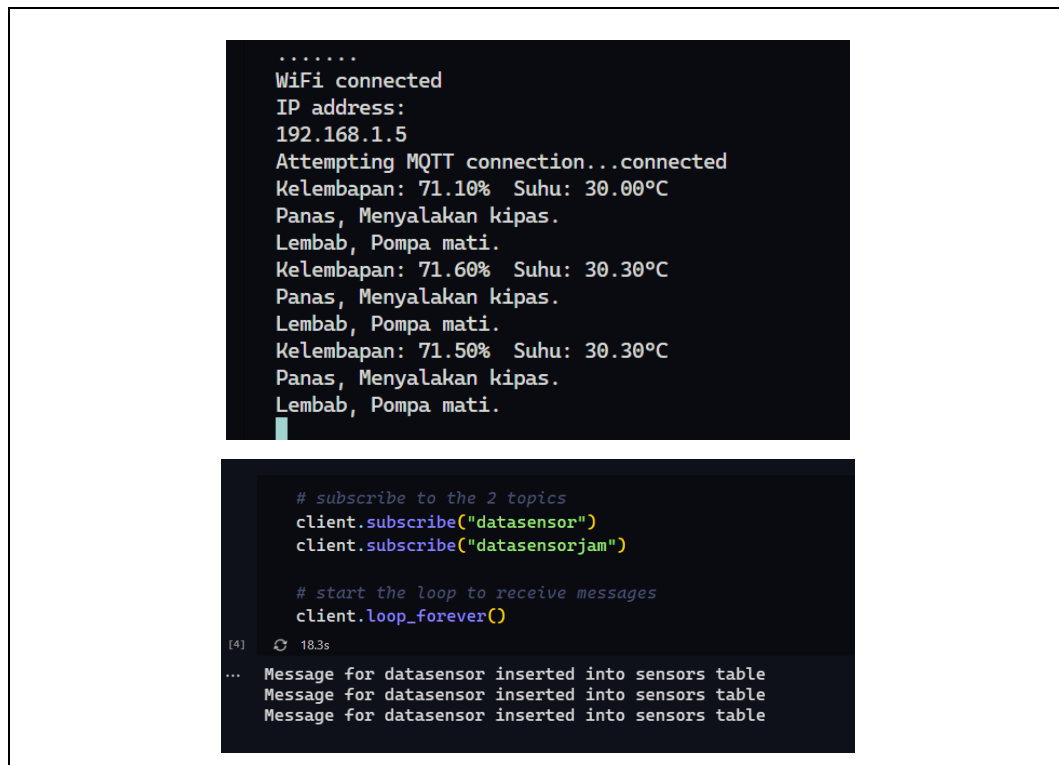 .......
WiFi connected
IP address:
192.168.1.5
Attempting MQTT connection...connected
Kelembapan: 71.10%  Suhu: 30.00°C
Panas, Menyalakan kipas.
Lembab, Pompa mati.
Kelembapan: 71.60%  Suhu: 30.30°C
Panas, Menyalakan kipas.
Lembab, Pompa mati.
Kelembapan: 71.50%  Suhu: 30.30°C
Panas, Menyalakan kipas.
Lembab, Pompa mati.
# subscribe to the 2 topics
client.subscribe("datasensor")
client.subscribe("datasensorjam")
# start the loop to receive messages
client.loop_forever()
[4] 18.3s
... Message for datasensor inserted into sensors table
Message for datasensor inserted into sensors table
Message for datasensor inserted into sensors table